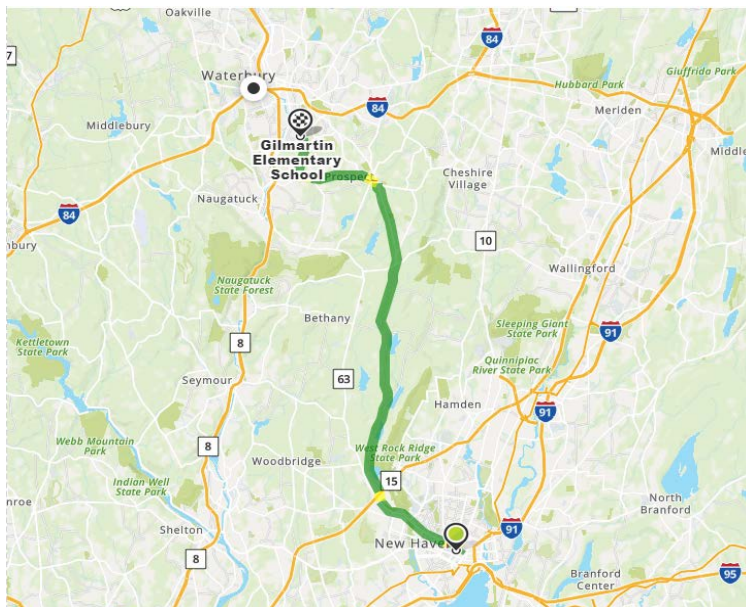 Oakville
84
7
Waterbury
Hubbard Park
Giuffrida Park
Meriden
84
Middlebury
Gilmartin
Elementary
School
Prospect
Cheshire
Village
Naugatuck
84
10
Wallingford
Naugatuck
State Forest
Bethany
Sleeping Giant
State Park
91
Kettletown
State Park
8
Quinnipiac
River State Park
Seymour
63
Hamden
91
8
Webb Mountain
Park
Woodbridge
West Rock Ridge
State Park
Indian Well
State Park
15
North
Branford
Shelton
91
New Haven
8
Branford
Center
95